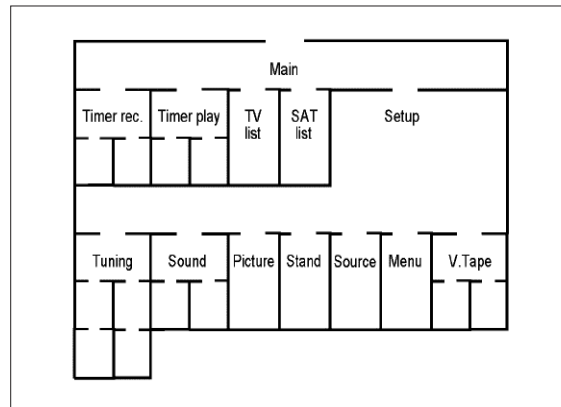 Main
Timer rec. Timer play TV list SAT list Setup
Tuning Sound Picture Stand Source Menu V.Tape